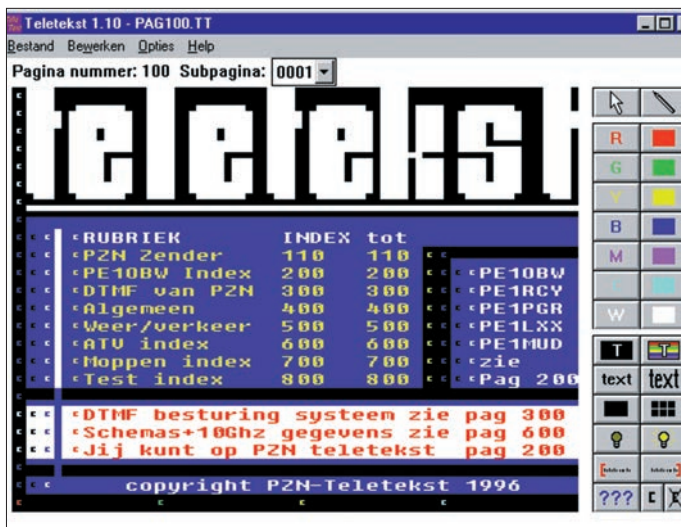 Teletekst 1.10 - PAG100.TT
Bestand Bewerken Opties Help
Pagina nummer: 100 Subpagina: 0001
teletekst
RUBRIEK INDEX tot
PZN Zender 110 110
PE1OBW Index 200 200 PE1OBW
DTMF van PZN 300 300 PE1RCY
Algemeen 400 400 PE1PGR
Weer/verkeer 500 500 PE1LXX
ATV index 600 600 PE1MUD
Moppen index 700 700 zie
Test index 800 800 Pag 200
DTMF besturing systeem zie pag 300
Schemas+10Ghz gegevens zie pag 600
Jij kunt op PZN teletekst pag 200
copyright PZN-Teletekst 1996
R
G
Y
B
M
W
T T
text text
??? C